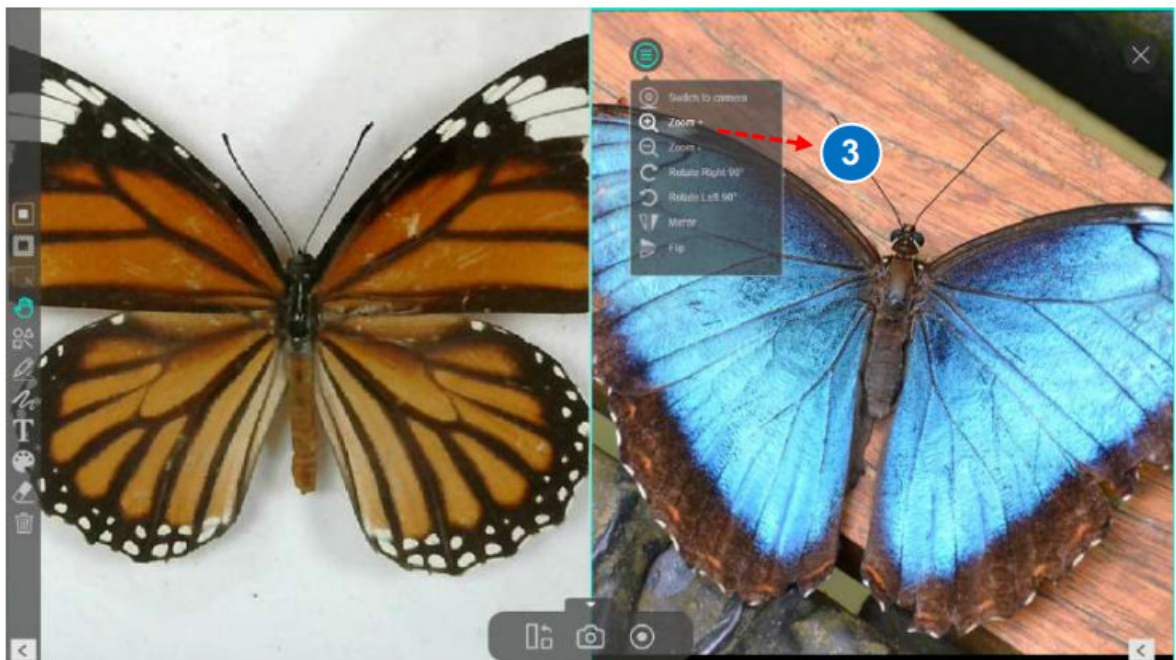 Switch to camera
Zoom +
3
Zoom -
Rotate Right 90°
Rotate Left 90°
Mirror
Flip
T